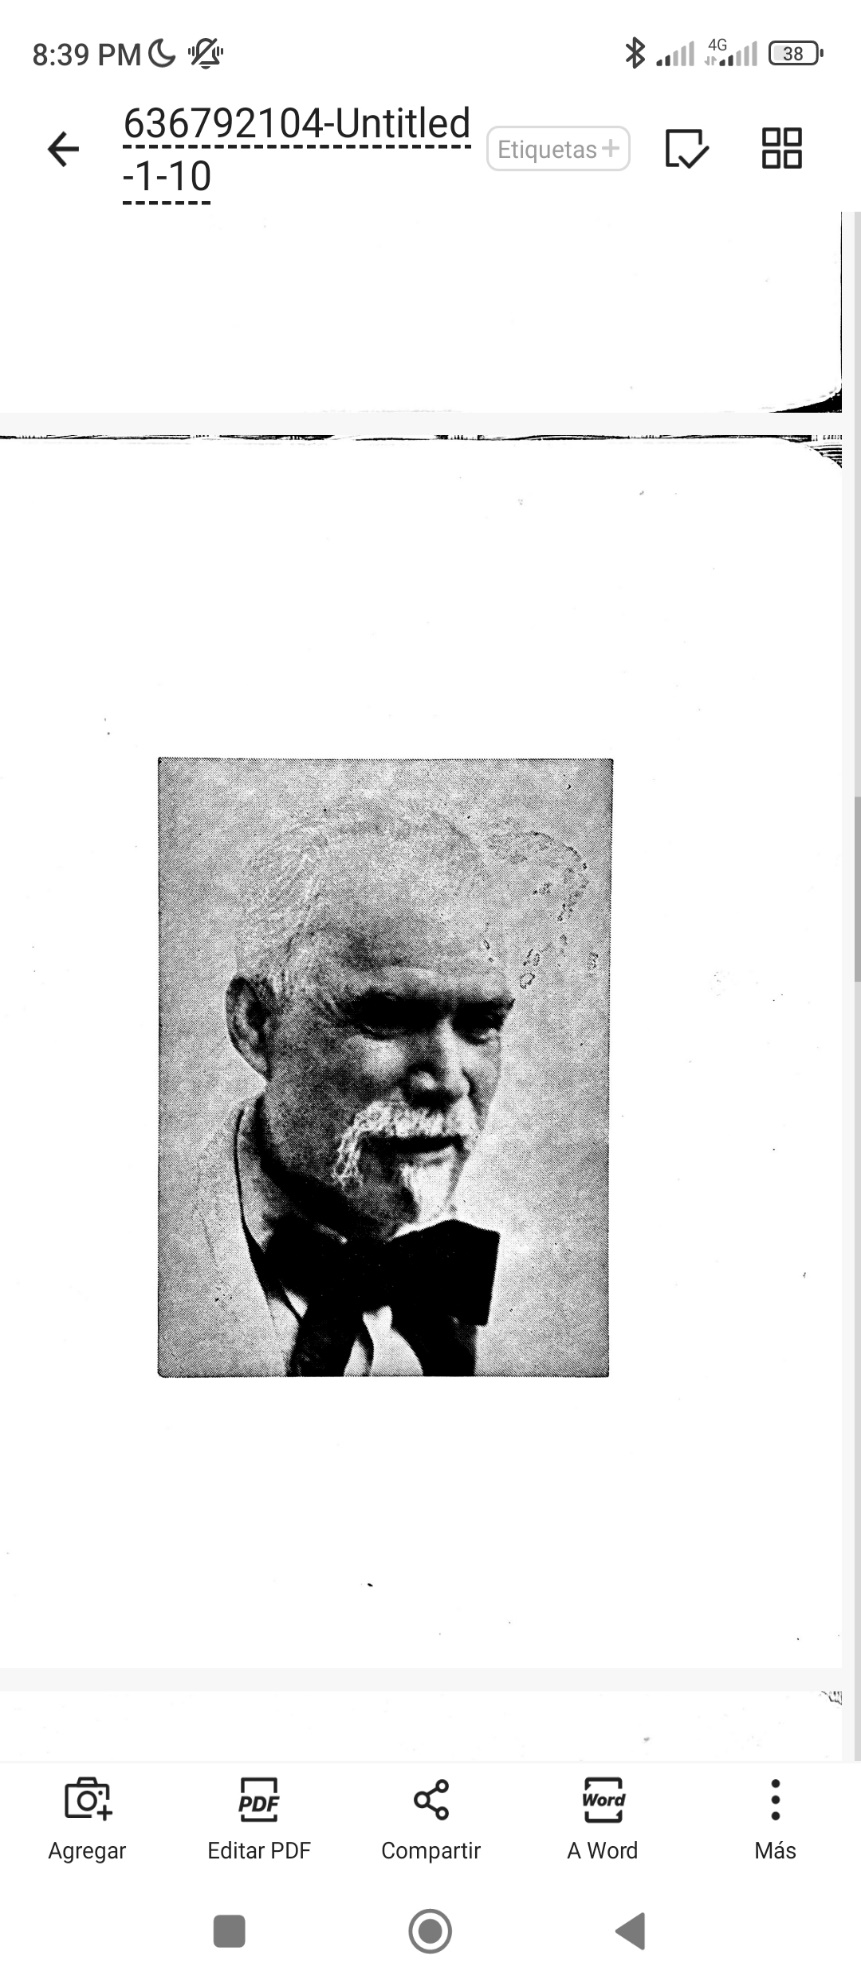 8:39 PM
4G
38
636792104-Untitled
-1-10
Etiquetas+
PDF
Word
Agregar
Editar PDF
Compartir
A Word
Más